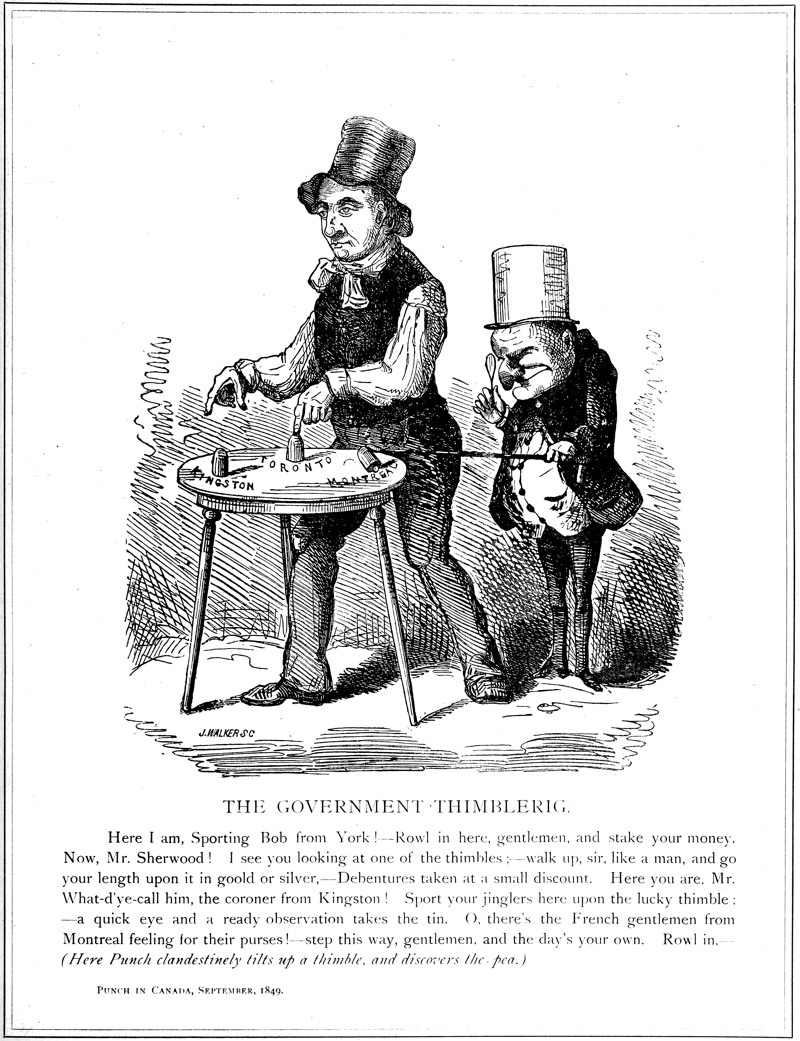 KINGSTON
TORONTO
MONTREAL
J. WALKER SC
THE GOVERNMENT THIMBLERIG.
Here I am, Sporting Bob from York!—Rowl in here, gentlemen, and stake your money.
Now, Mr. Sherwood! I see you looking at one of the thimbles;—walk up, sir, like a man, and go
your length upon it in goold or silver,—Debentures taken at a small discount. Here you are, Mr.
What-d'ye-call him, the coroner from Kingston! Sport your jinglers here upon the lucky thimble;
—a quick eye and a ready observation takes the tin. O, there's the French gentlemen from
Montreal feeling for their purses!—step this way, gentlemen, and the day's your own. Rowl in.—
(Here Punch clandestinely tilts up a thimble, and discovers the pea.)
PUNCH IN CANADA, SEPTEMBER, 1849.